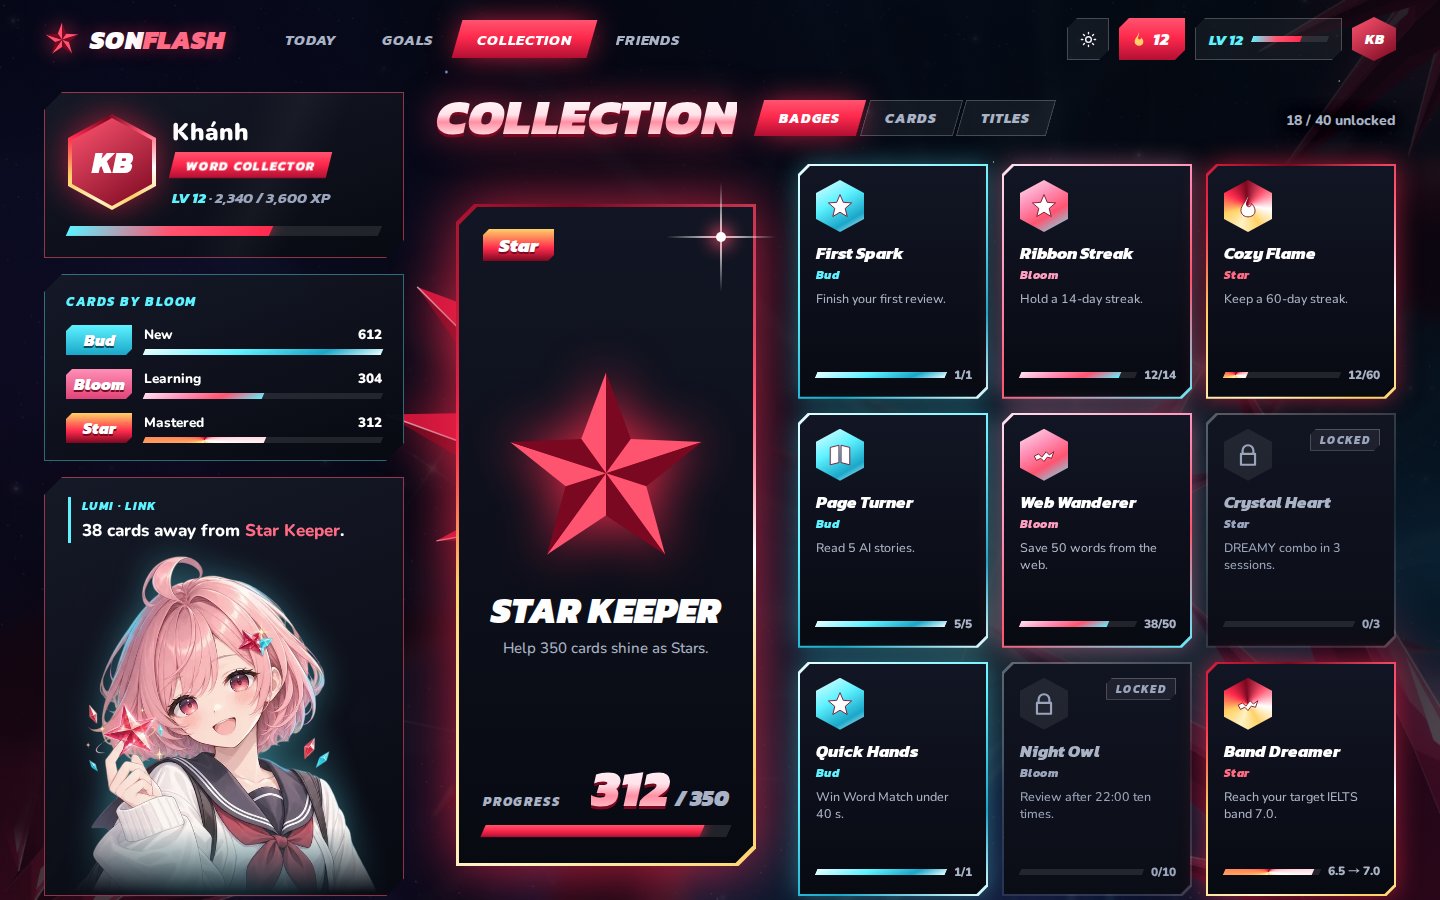 SONFLASH
TODAY
GOALS
COLLECTION
FRIENDS
12
LV 12
KB
KB
Khánh
WORD COLLECTOR
LV 12 · 2,340 / 3,600 XP
CARDS BY BLOOM
Bud
New
612
Bloom
Learning
304
Star
Mastered
312
LUMI · LINK
38 cards away from Star Keeper.
COLLECTION
BADGES
CARDS
TITLES
18 / 40 unlocked
Star
STAR KEEPER
Help 350 cards shine as Stars.
PROGRESS
312 / 350
First Spark
Bud
Finish your first review.
1/1
Ribbon Streak
Bloom
Hold a 14-day streak.
12/14
Cozy Flame
Star
Keep a 60-day streak.
12/60
Page Turner
Bud
Read 5 AI stories.
5/5
Web Wanderer
Bloom
Save 50 words from the
web.
38/50
LOCKED
Crystal Heart
Star
DREAMY combo in 3
sessions.
0/3
Quick Hands
Bud
Win Word Match under
40 s.
1/1
LOCKED
Night Owl
Bloom
Review after 22:00 ten
times.
0/10
Band Dreamer
Star
Reach your target IELTS
band 7.0.
6.5 → 7.0